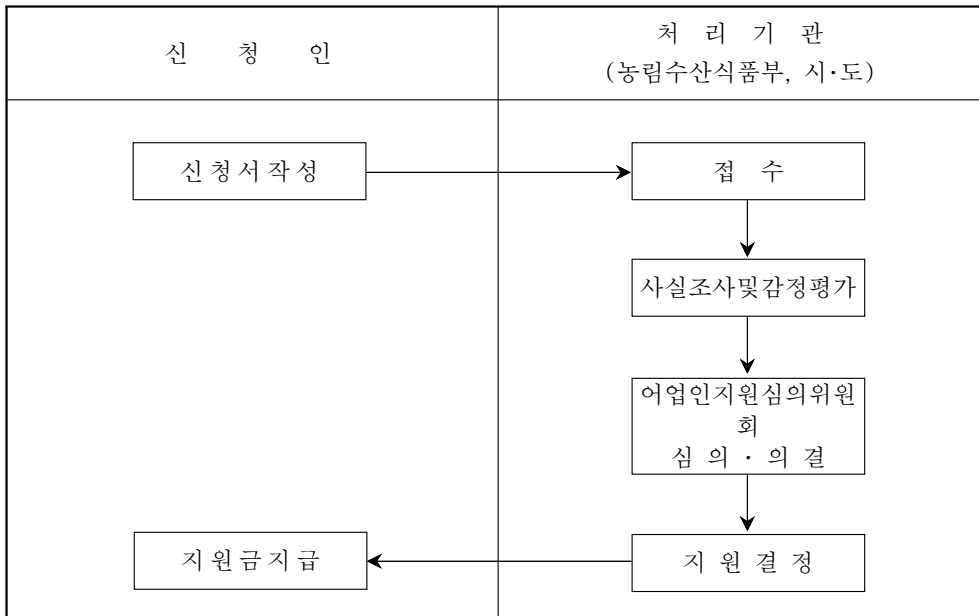 신 청 인
처 리 기 관
(농림수산식품부, 시·도)
신청서작성
접 수
사실조사및감정평가
어업인지원심의위원
회
심 의 · 의 결
지원금지급
지 원 결 정